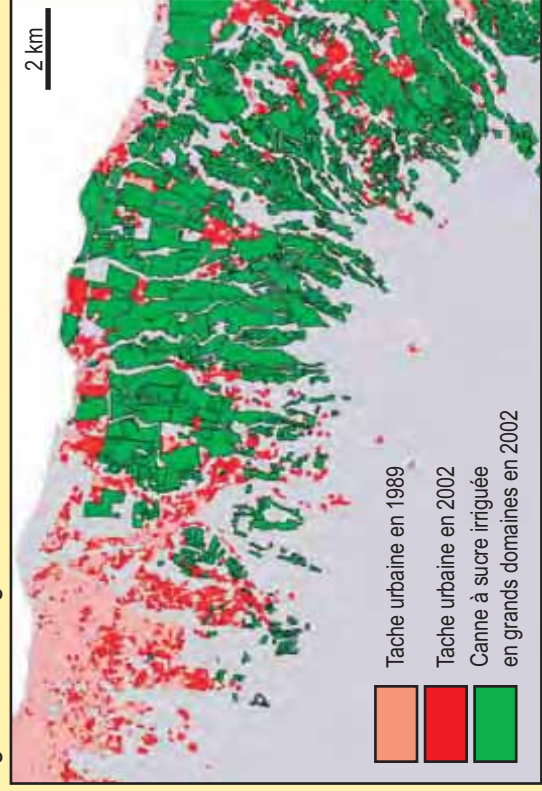 2 km
Tache urbaine en 1989
Tache urbaine en 2002
Canne à sucre irriguée
en grands domaines en 2002